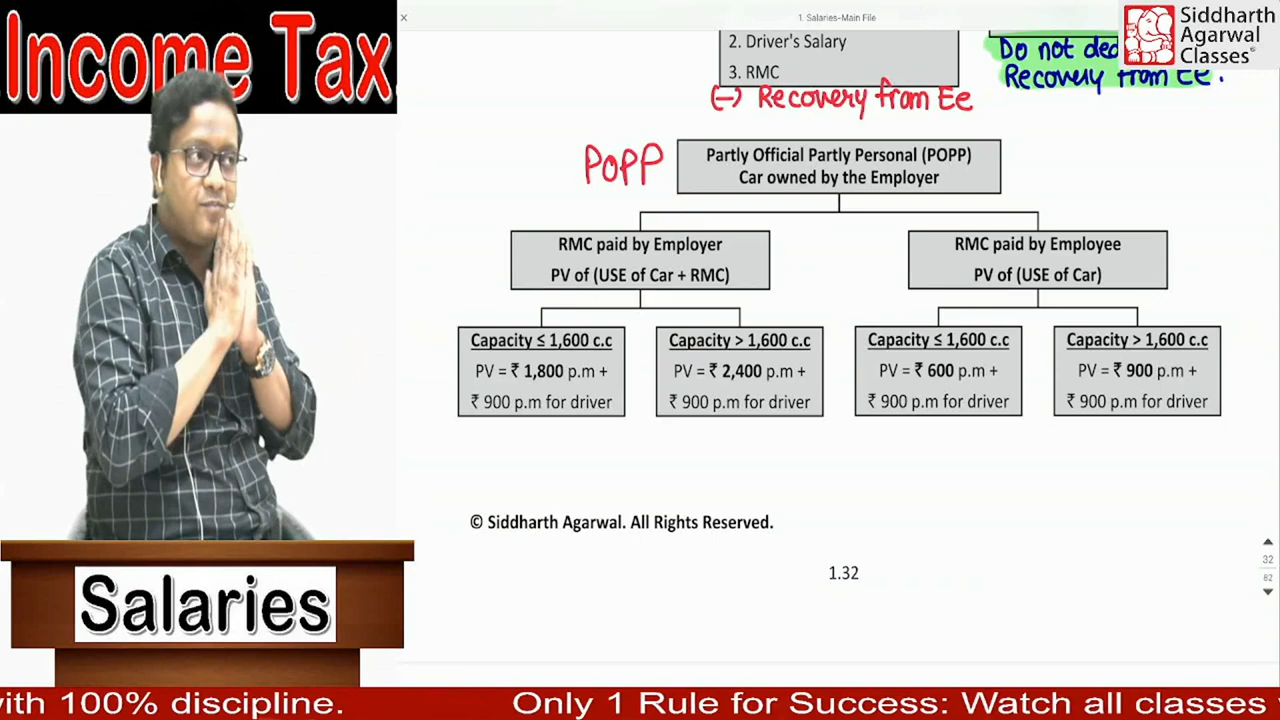 Income Tax
×
1. Salaries-Main File
Siddharth
Agarwal
Classes®
2. Driver's Salary
3. RMC
(-) Recovery from Ee
Do not ded
Recovery from Ee.
POPP
Partly Official Partly Personal (POPP)
Car owned by the Employer
RMC paid by Employer
PV of (USE of Car + RMC)
RMC paid by Employee
PV of (USE of Car)
Capacity ≤ 1,600 c.c
PV = ₹ 1,800 p.m +
₹ 900 p.m for driver
Capacity > 1,600 c.c
PV = ₹ 2,400 p.m +
₹ 900 p.m for driver
Capacity ≤ 1,600 c.c
PV = ₹ 600 p.m +
₹ 900 p.m for driver
Capacity > 1,600 c.c
PV = ₹ 900 p.m +
₹ 900 p.m for driver
© Siddharth Agarwal. All Rights Reserved.
1.32
32
82
Salaries
with 100% discipline. Only 1 Rule for Success: Watch all classes